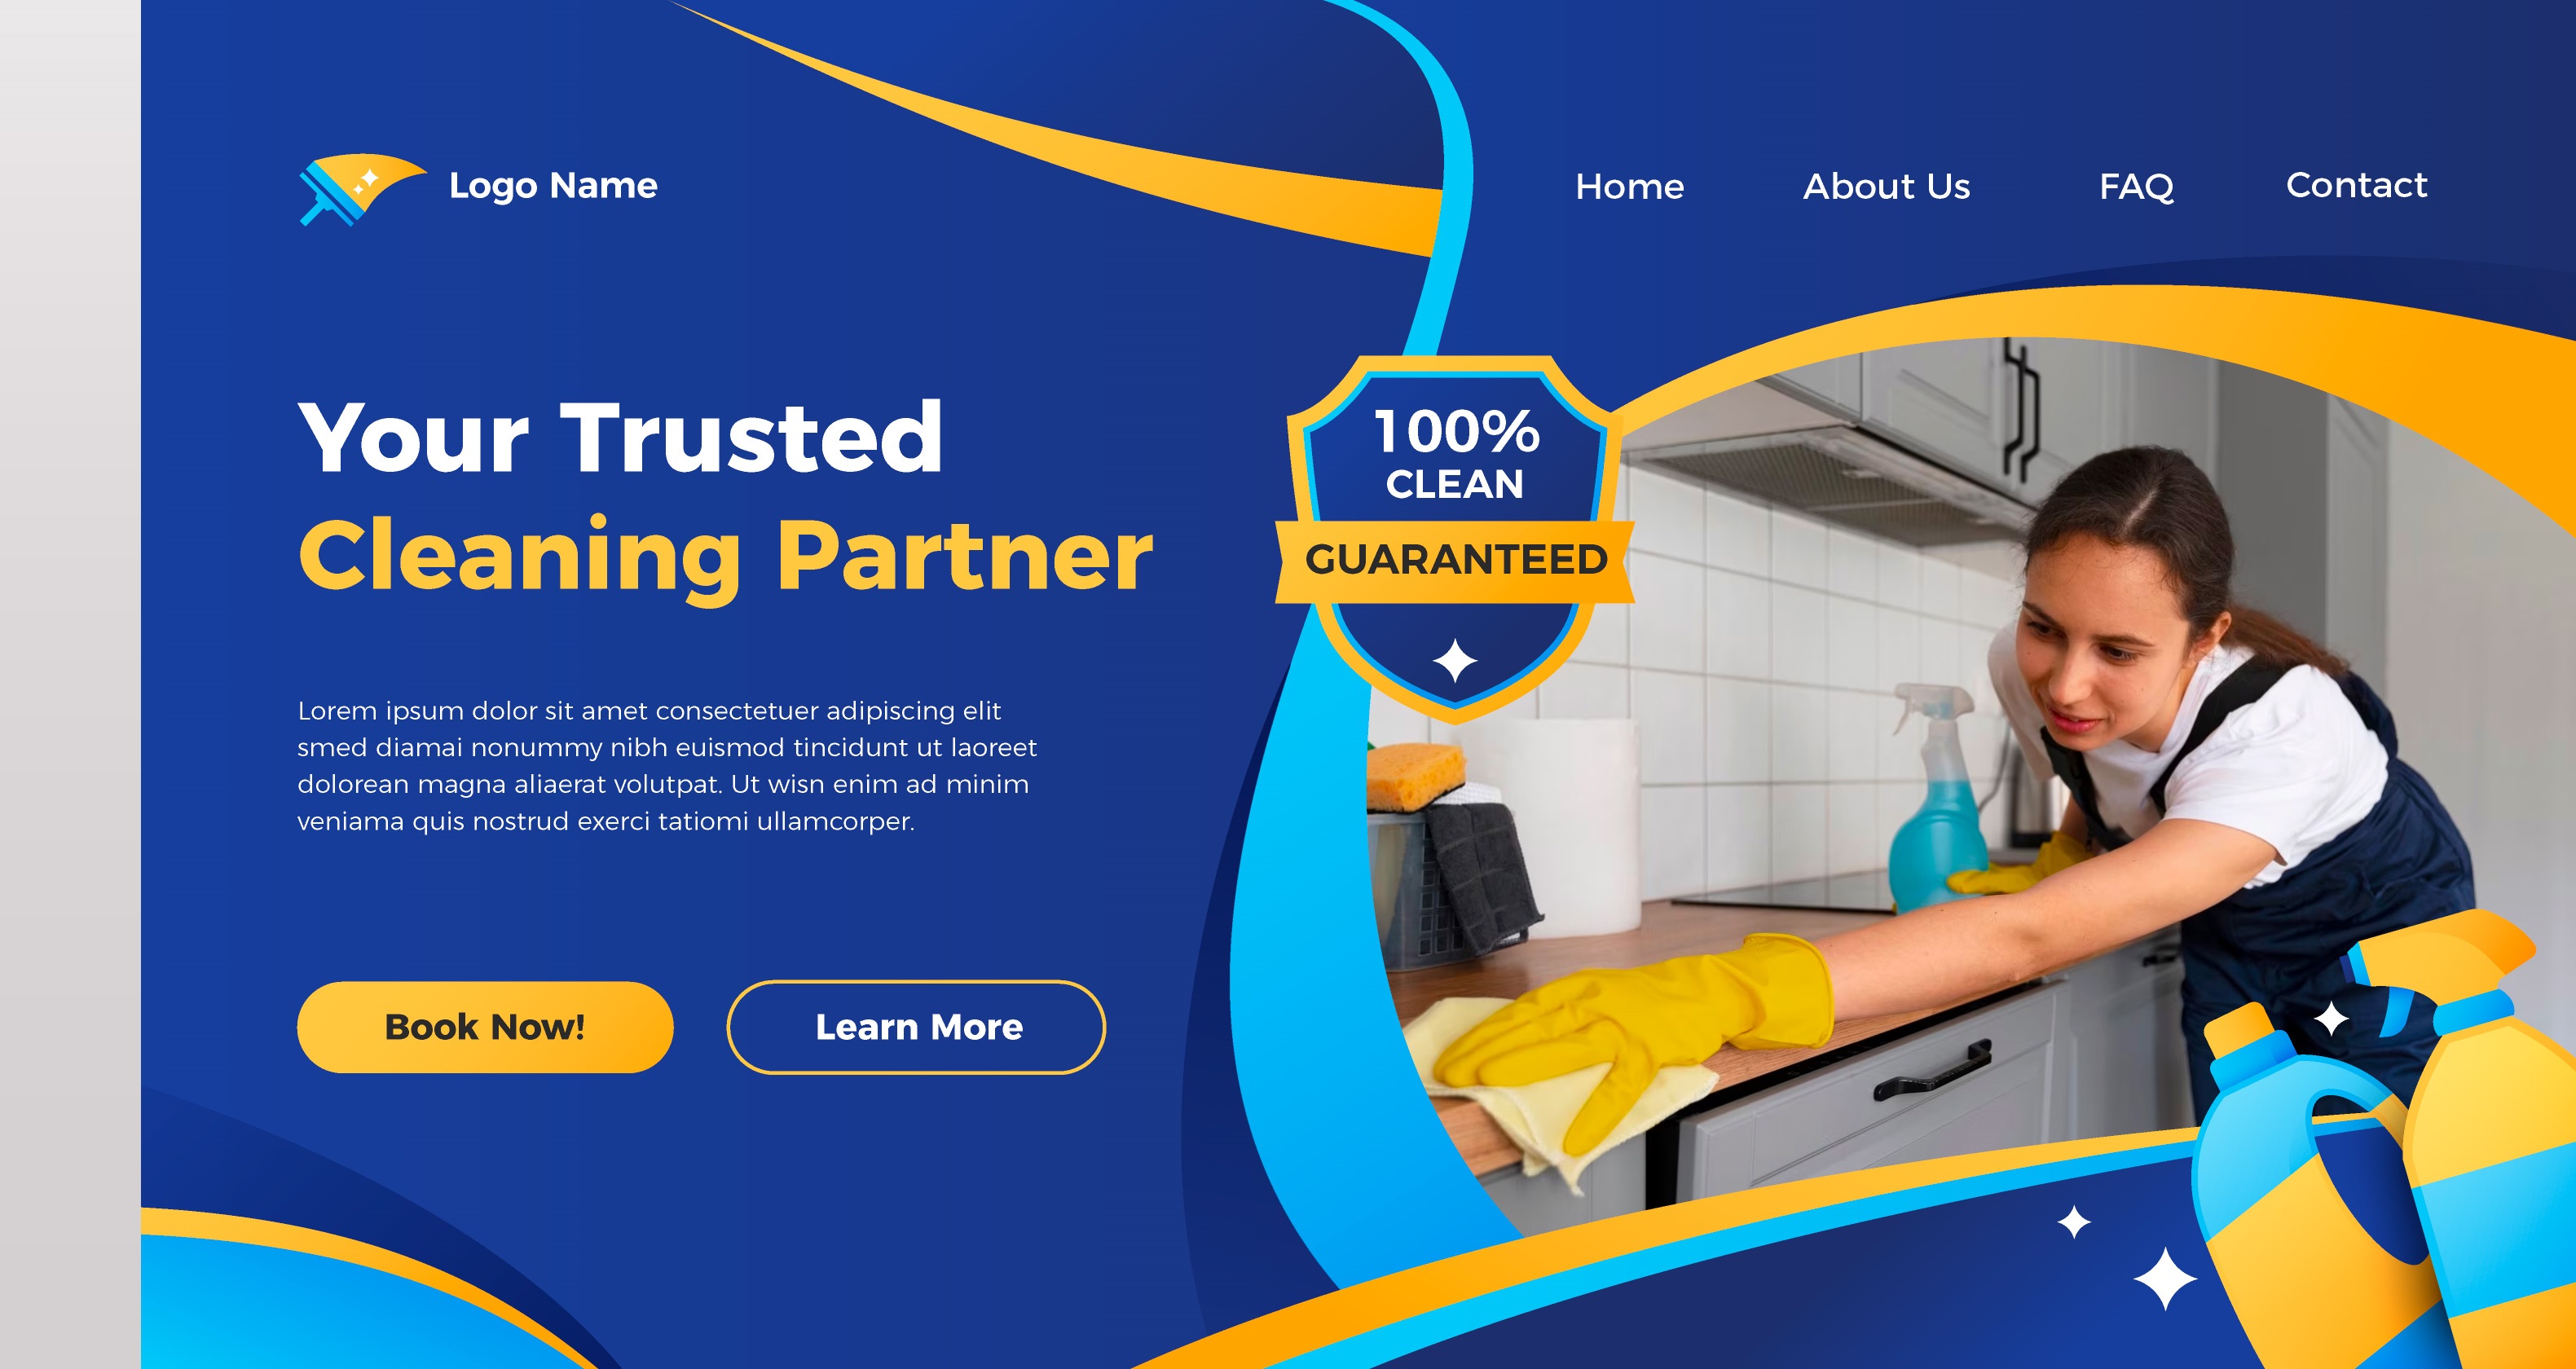 Logo Name
Home
About Us
FAQ
Contact
Your Trusted
Cleaning Partner
100%
CLEAN
GUARANTEED
Lorem ipsum dolor sit amet consectetuer adipiscing elit
smed diamai nonummy nibh euismod tincidunt ut laoreet
dolorean magna aliaerat volutpat. Ut wisn enim ad minim
veniama quis nostrud exerci tatiomi ullamcorper.
Book Now!
Learn More